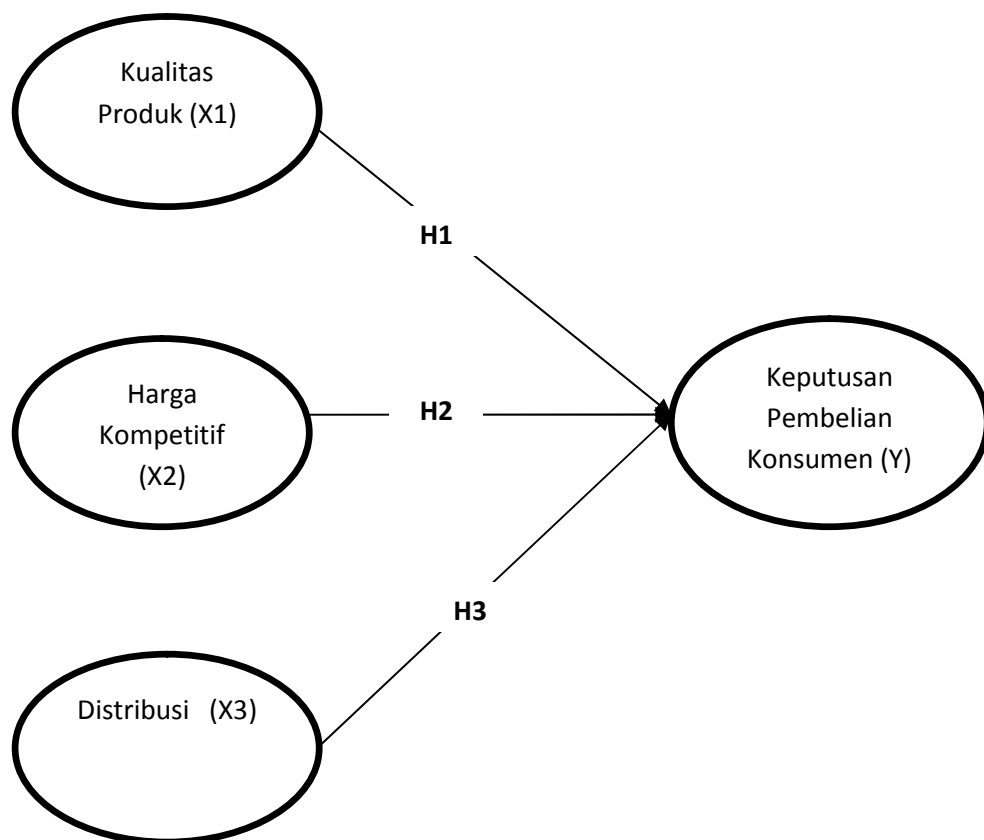 Kualitas
Produk (X1)
H1
Harga
Kompetitif
(X2)
H2
Keputusan
Pembelian
Konsumen (Y)
H3
Distribusi (X3)